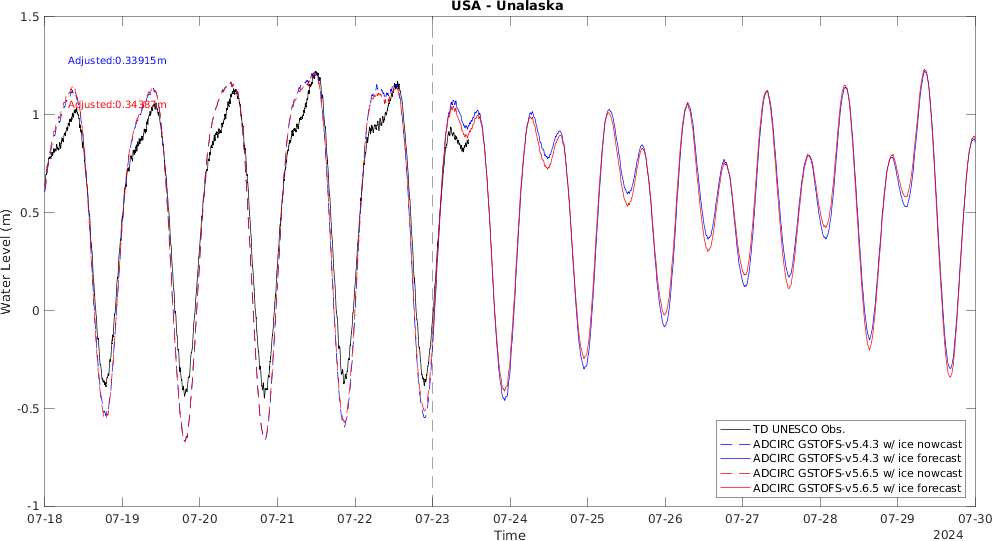 USA - Unalaska
1.5
Adjusted:0.33915m
Adjusted:0.34387m
1
0.5
0
-0.5
-1
Water Level (m)
TD UNESCO Obs.
ADCIRC GSTOFS-v5.4.3 w/ ice nowcast
ADCIRC GSTOFS-v5.4.3 w/ ice forecast
ADCIRC GSTOFS-v5.6.5 w/ ice nowcast
ADCIRC GSTOFS-v5.6.5 w/ ice forecast
07-18 07-19 07-20 07-21 07-22 07-23 07-24 07-25 07-26 07-27 07-28 07-29 07-30
Time
2024